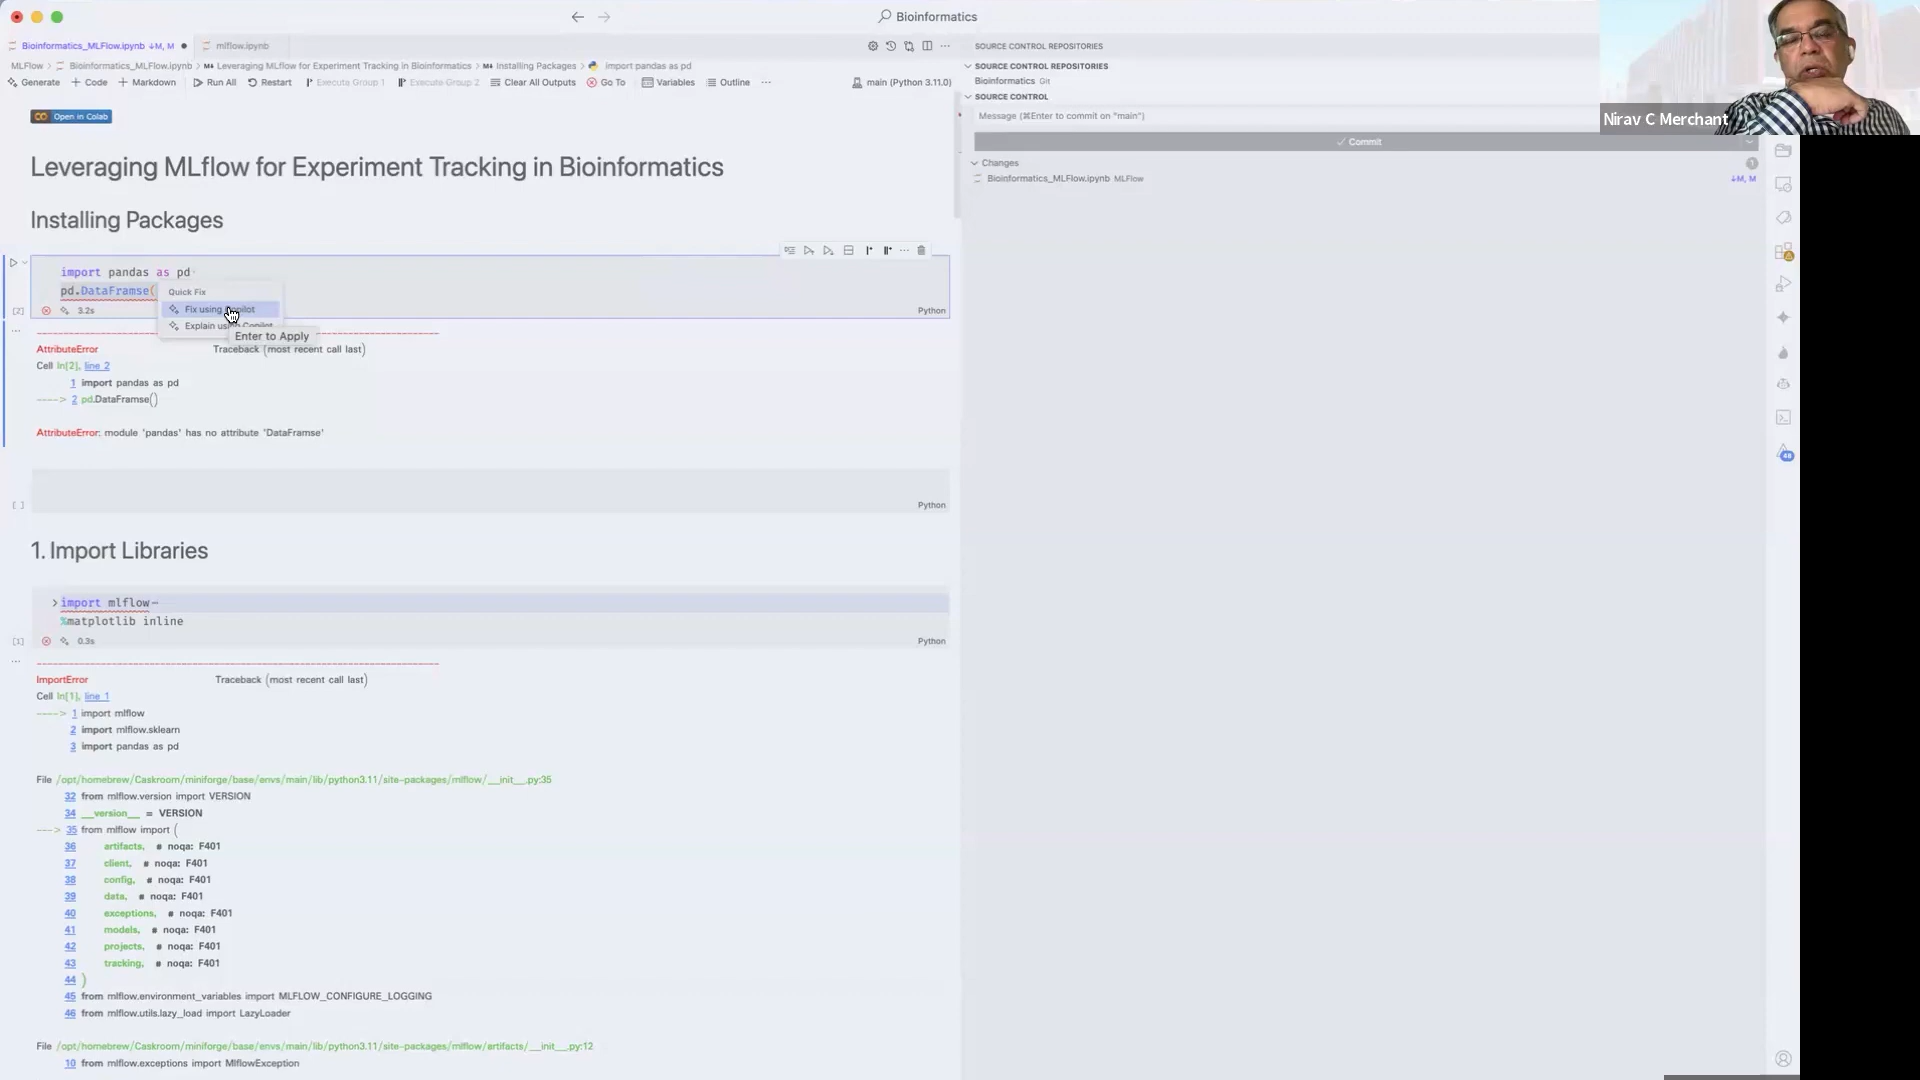 Bioinformatics
Bioinformatics_MLFlow.ipynb ↓M, M
mlflow.ipynb
MLFlow > Bioinformatics_MLFlow.ipynb > Leveraging MLflow for Experiment Tracking in Bioinformatics > Installing Packages > import pandas as pd
Generate + Code + Markdown Run All Restart Execute Group 1 Execute Group 2 Clear All Outputs Go To Variables Outline ... main (Python 3.11.0)
Open in Colab
Leveraging MLflow for Experiment Tracking in Bioinformatics
Installing Packages
import pandas as pd
pd.DataFramse(
[2] 3.2s
Python
Quick Fix
Fix using
Explain using Copilot
Enter to Apply
AttributeError Traceback (most recent call last)
Cell In[2], line 2
1 import pandas as pd
----> 2 pd.DataFramse()
AttributeError: module 'pandas' has no attribute 'DataFramse'
[ ] Python
1. Import Libraries
import mlflow
%matplotlib inline
[1] 0.3s Python
ImportError Traceback (most recent call last)
Cell In[1], line 1
----> 1 import mlflow
2 import mlflow.sklearn
3 import pandas as pd
File /opt/homebrew/Caskroom/miniforge/base/envs/main/lib/python3.11/site-packages/mlflow/__init__.py:35
32 from mlflow.version import VERSION
34 __version__ = VERSION
---> 35 from mlflow import (
36 artifacts, # noqa: F401
37 client, # noqa: F401
38 config, # noqa: F401
39 data, # noqa: F401
40 exceptions, # noqa: F401
41 models, # noqa: F401
42 projects, # noqa: F401
43 tracking, # noqa: F401
44 )
45 from mlflow.environment_variables import MLFLOW_CONFIGURE_LOGGING
46 from mlflow.utils.lazy_load import LazyLoader
File /opt/homebrew/Caskroom/miniforge/base/envs/main/lib/python3.11/site-packages/mlflow/artifacts/__init__.py:12
10 from mlflow.exceptions import MlflowException
SOURCE CONTROL REPOSITORIES
SOURCE CONTROL REPOSITORIES
Bioinformatics Git
SOURCE CONTROL
Message (⌘Enter to commit on "main")
Commit
Changes 1
Bioinformatics_MLFlow.ipynb MLFlow ↓M, M
48
Nirav C Merchant